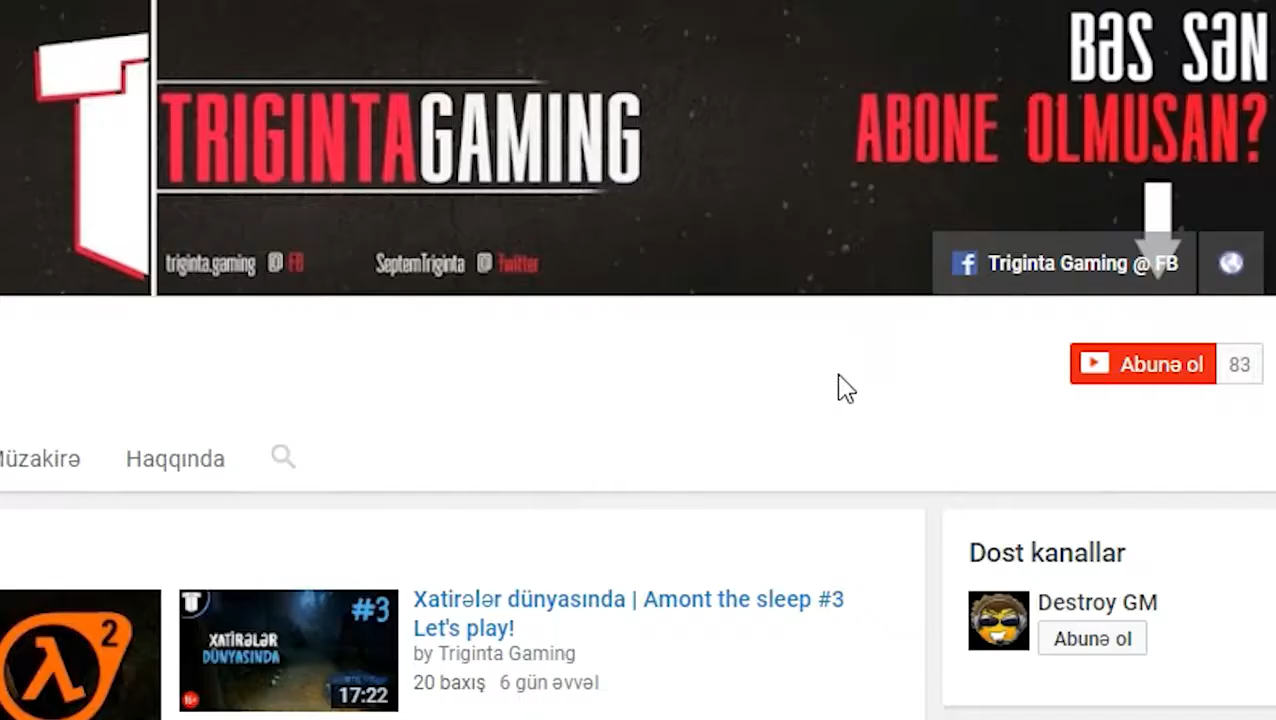 BƏS SƏN
ABONE OLMUSAN?
TRIGINTAGAMING
triginta.gaming @ FB
SeptemTriginta @ Twitter
Triginta Gaming @ FB
Abunə ol 83
Müzakirə Haqqında
Dost kanallar
Destroy GM
Abunə ol
2
#3
XATİRƏLƏR
DÜNYASINDA
16+
17:22
Xatirələr dünyasında | Amont the sleep #3
Let's play!
by Triginta Gaming
20 baxış 6 gün əvvəl